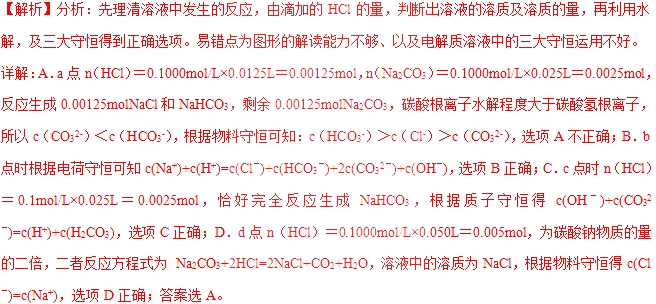 【解析】分析：先理清溶液中发生的反应，由滴加的 HCl 的量，判断出溶液的溶质及溶质的量，再利用水
解，及三大守恒得到正确选项。易错点为图形的解读能力不够、以及电解质溶液中的三大守恒运用不好。
详解：A．a 点 n（HCl）＝0.1000mol/L×0.0125L＝0.00125mol，n（Na₂CO₃）＝0.1000mol/L×0.025L＝0.0025mol，
反应生成 0.00125molNaCl 和 NaHCO₃，剩余 0.00125molNa₂CO₃，碳酸根离子水解程度大于碳酸氢根离子，
所以 c（CO₃²⁻）＜c（HCO₃⁻），根据物料守恒可知：c（HCO₃⁻）＞c（Cl⁻）＞c（CO₃²⁻），选项 A 不正确；B．b
点时根据电荷守恒可知 c(Na⁺)+c(H⁺)=c(Cl⁻)+c(HCO₃⁻)+2c(CO₃²⁻)+c(OH⁻)，选项 B 正确；C．c 点时 n（HCl）
＝0.1mol/L×0.025L＝0.0025mol，恰好完全反应生成 NaHCO₃，根据质子守恒得 c(OH⁻)+c(CO₃²
⁻)=c(H⁺)+c(H₂CO₃)，选项 C 正确；D．d 点 n（HCl）＝0.1000mol/L×0.050L＝0.005mol，为碳酸钠物质的量
的二倍，二者反应方程式为 Na₂CO₃+2HCl=2NaCl+CO₂+H₂O，溶液中的溶质为 NaCl，根据物料守恒得 c(Cl
⁻)=c(Na⁺)，选项 D 正确；答案选 A。